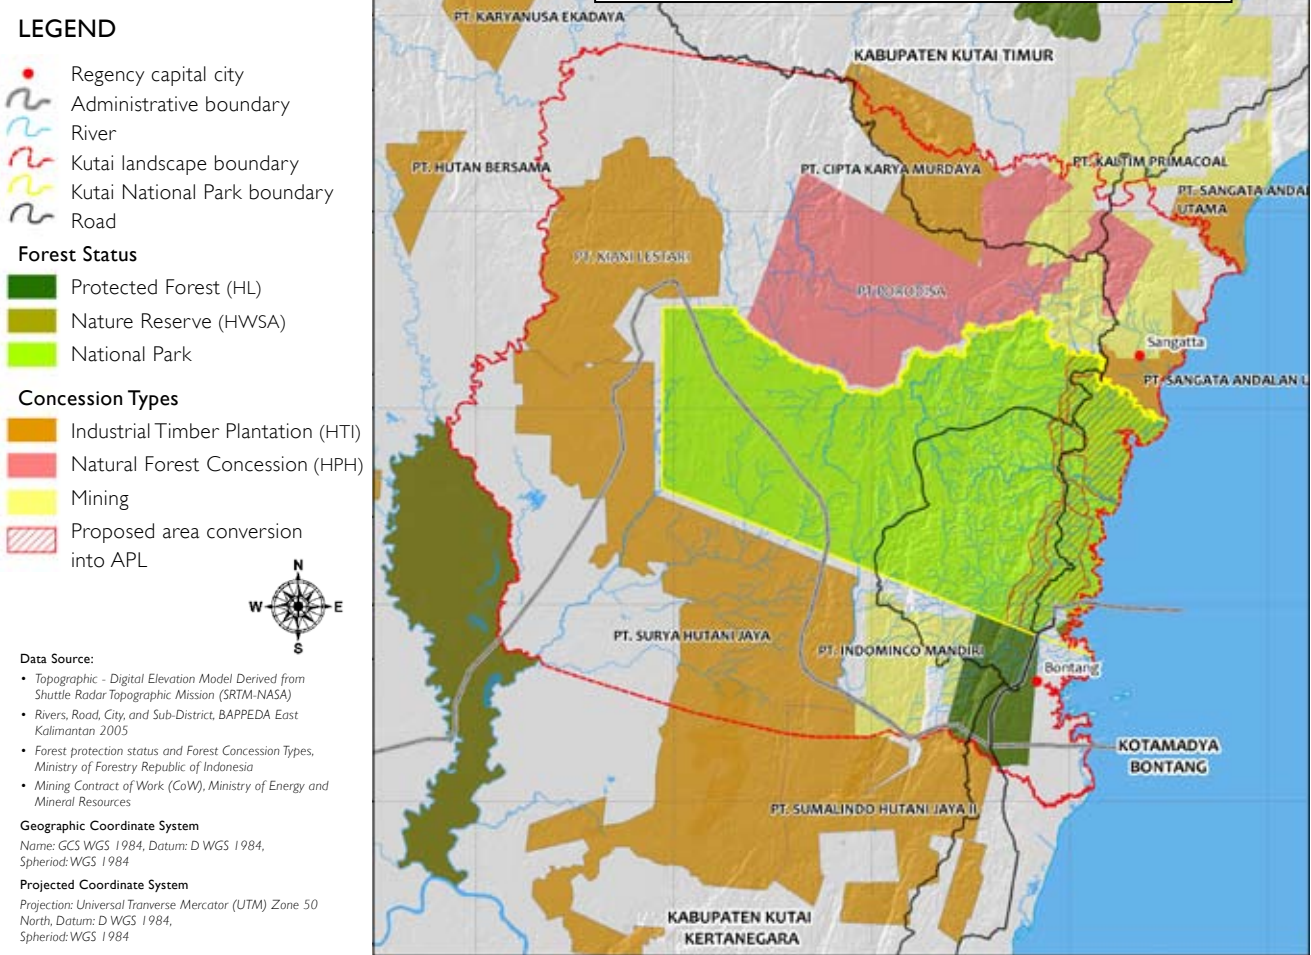 LEGEND
Regency capital city
Administrative boundary
River
Kutai landscape boundary
Kutai National Park boundary
Road
Forest Status
Protected Forest (HL)
Nature Reserve (HWSA)
National Park
Concession Types
Industrial Timber Plantation (HTI)
Natural Forest Concession (HPH)
Mining
Proposed area conversion
into APL
N
W
E
S
Data Source:
• Topographic - Digital Elevation Model Derived from
Shuttle Radar Topographic Mission (SRTM-NASA)
• Rivers, Road, City, and Sub-District, BAPPEDA East
Kalimantan 2005
• Forest protection status and Forest Concession Types,
Ministry of Forestry Republic of Indonesia
• Mining Contract of Work (CoW), Ministry of Energy and
Mineral Resources
Geographic Coordinate System
Name: GCS WGS 1984, Datum: D WGS 1984,
Spheriod: WGS 1984
Projected Coordinate System
Projection: Universal Tranverse Mercator (UTM) Zone 50
North, Datum: D WGS 1984,
Spheriod: WGS 1984
PT. KARYANUSA EKADAYA
KABUPATEN KUTAI TIMUR
PT. HUTAN BERSAMA
PT. CIPTA KARYA MURDAYA
PT. KALTIM PRIMACOAL
PT. SANGATA ANDAL
UTAMA
PT. KIANI LESTARI
PT PORODISA
Sangatta
PT. SANGATA ANDALAN U
PT. SURYA HUTANI JAYA
PT. INDOMINCO MANDIRI
Bontang
KOTAMADYA
BONTANG
PT. SUMALINDO HUTANI JAYA II
KABUPATEN KUTAI
KERTANEGARA